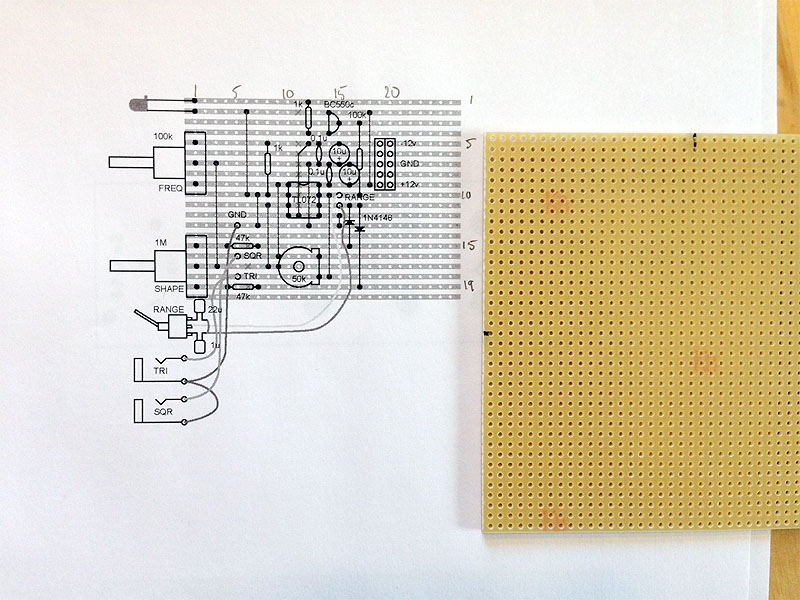 1 5 10 15 20
1
1k BC550c
100k
100k
5
-12v
0.1u
1k
10u
GND
0.1u
10u
FREQ
+12v
10
RANGE
TL072
GND
1N4148
47k
15
1M
SQR
TRI
50k
SHAPE
19
47k
RANGE
22u
1u
TRI
SQR